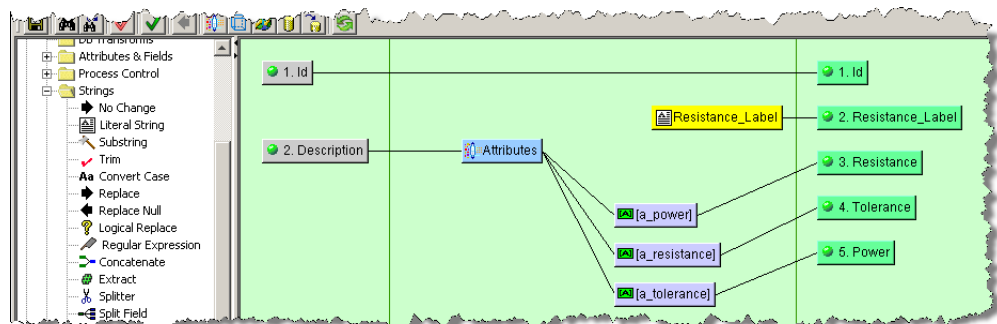 DB Transforms
Attributes & Fields
Process Control
Strings
No Change
Literal String
Substring
Trim
Aa Convert Case
Replace
Replace Null
Logical Replace
Regular Expression
Concatenate
Extract
Splitter
Split Field
1. Id
1. Id
Resistance_Label
2. Resistance_Label
2. Description
Attributes
3. Resistance
[a_power]
4. Tolerance
[a_resistance]
5. Power
[a_tolerance]